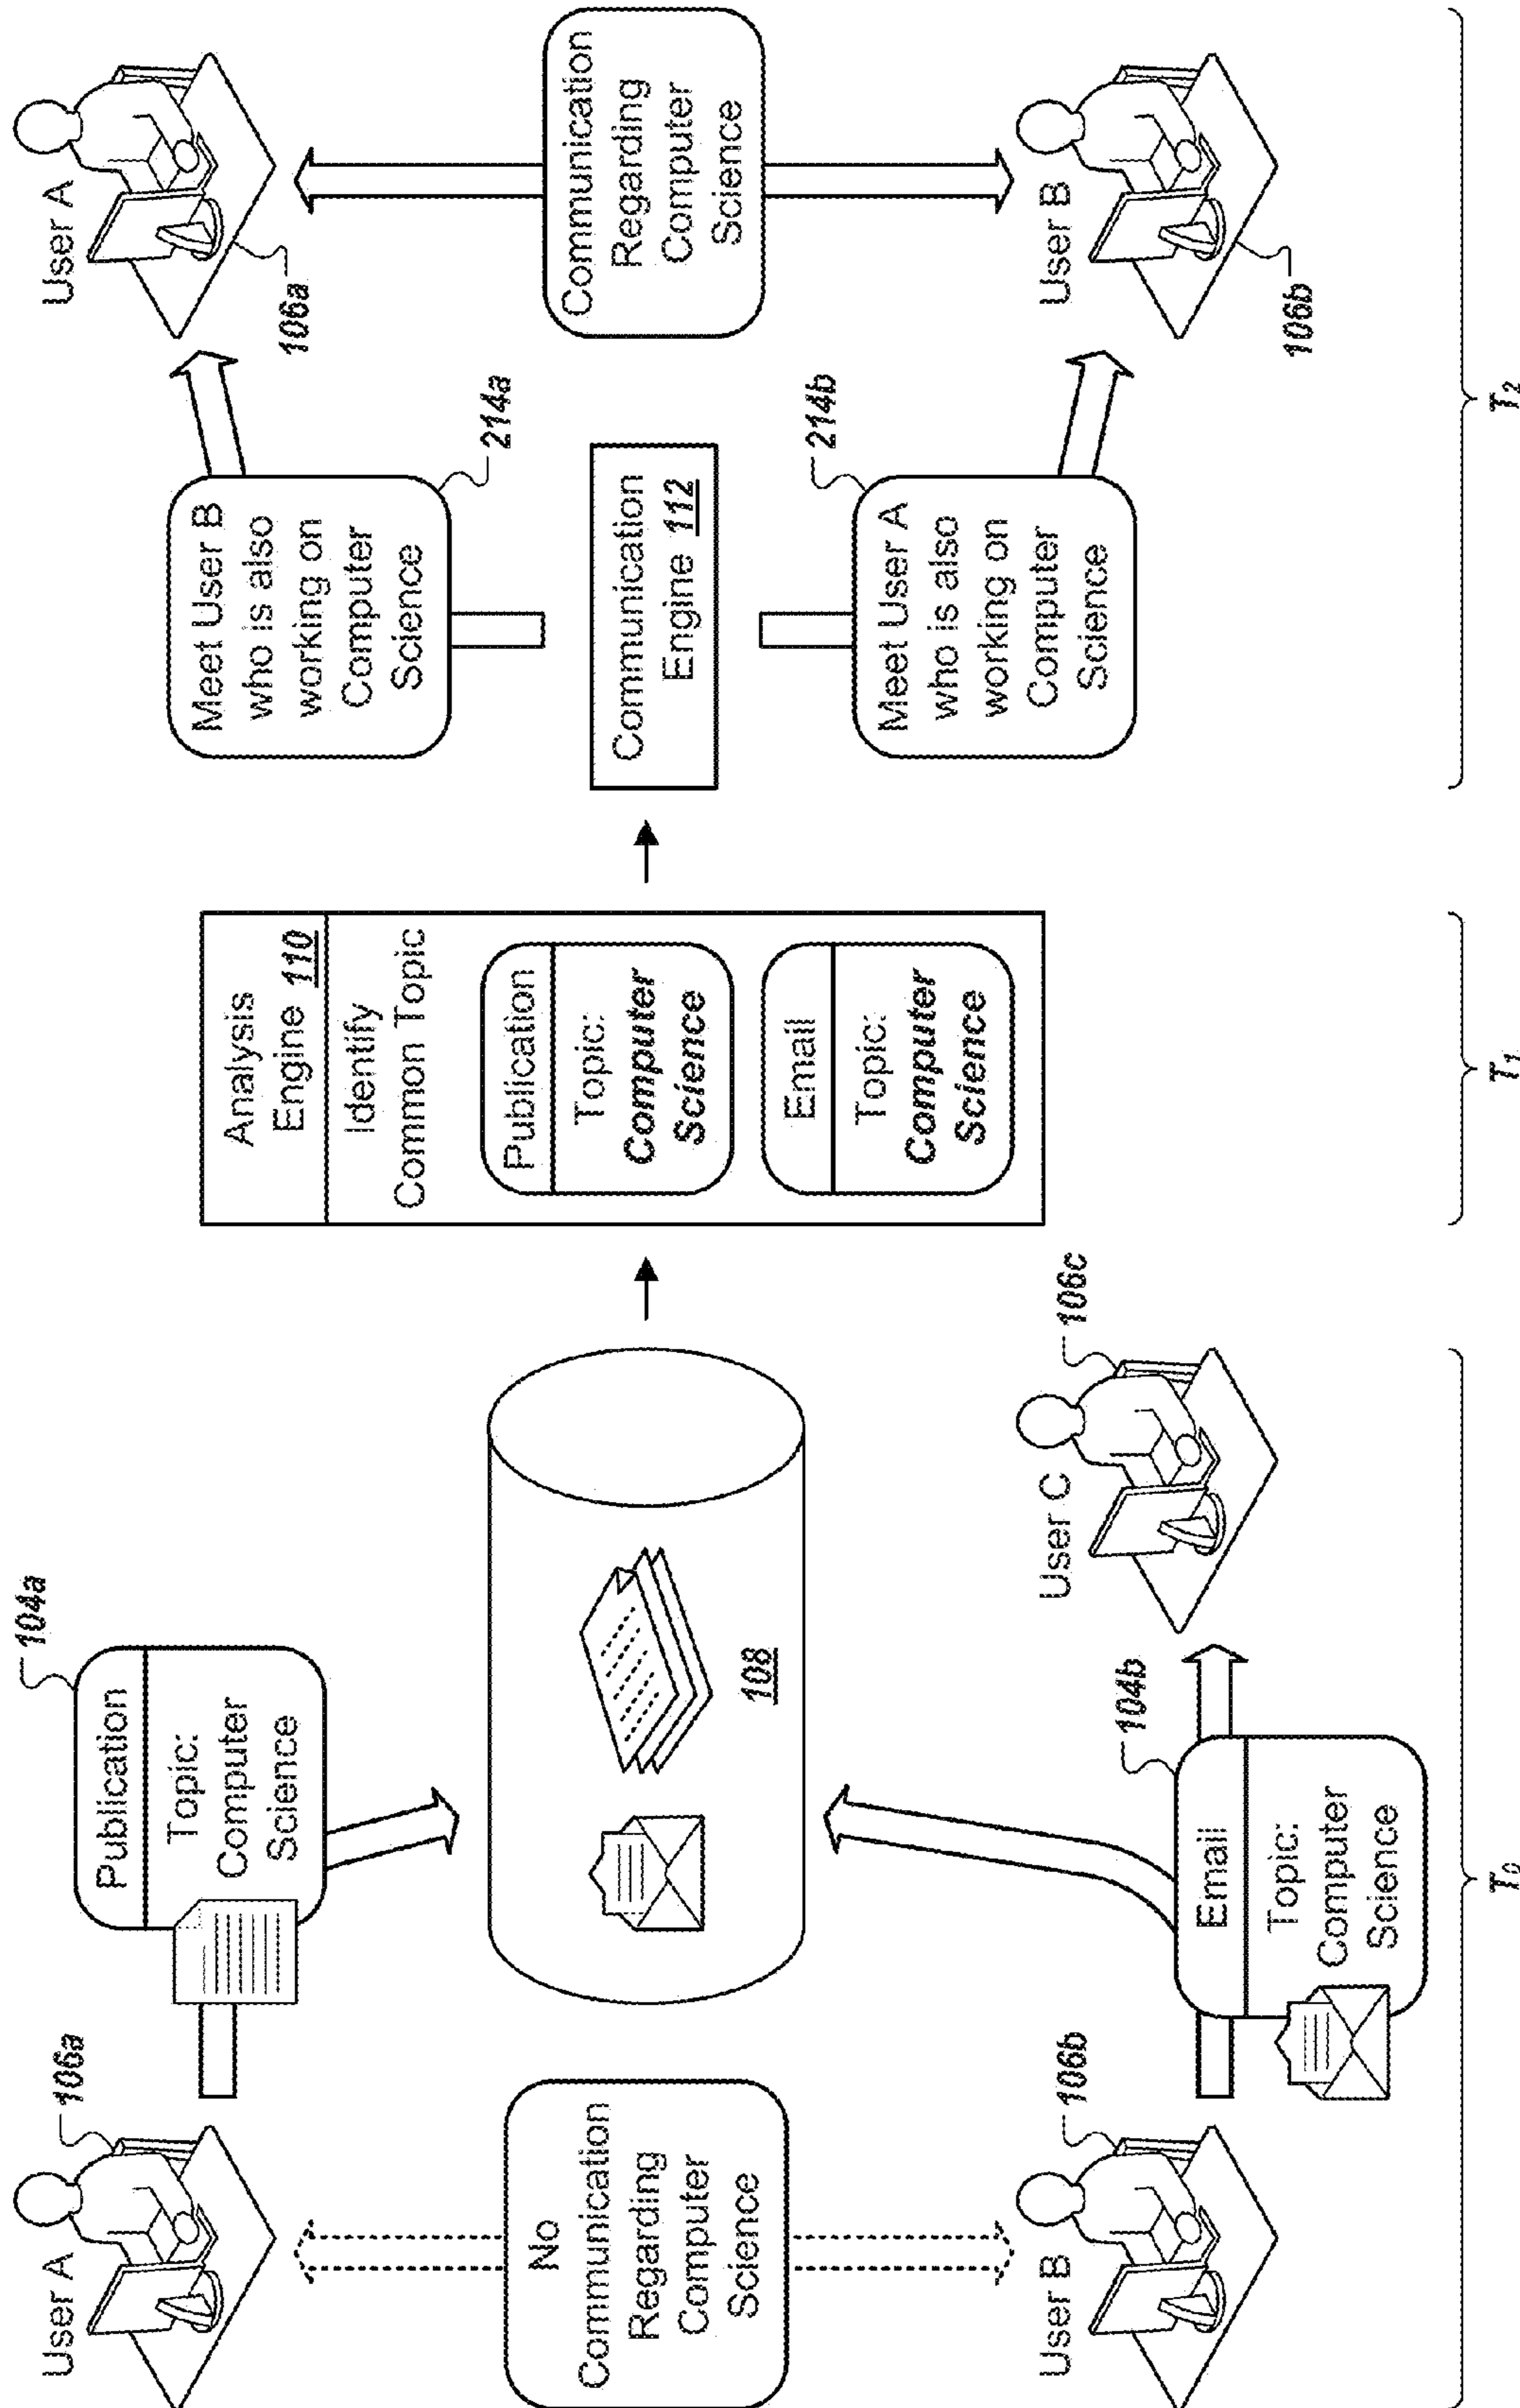 User A
106a
No
Communication
Regarding
Computer
Science
User B
106b
104a
Publication
Topic:
Computer
Science
108
104b
Email
Topic:
Computer
Science
User C
106c
T0
Analysis
Engine 110
Identify
Common Topic
Publication
Topic:
Computer
Science
Email
Topic:
Computer
Science
T1
Meet User B
who is also
working on
Computer
Science
214a
Communication
Engine 112
214b
Meet User A
who is also
working on
Computer
Science
User A
106a
Communication
Regarding
Computer
Science
User B
106b
T2